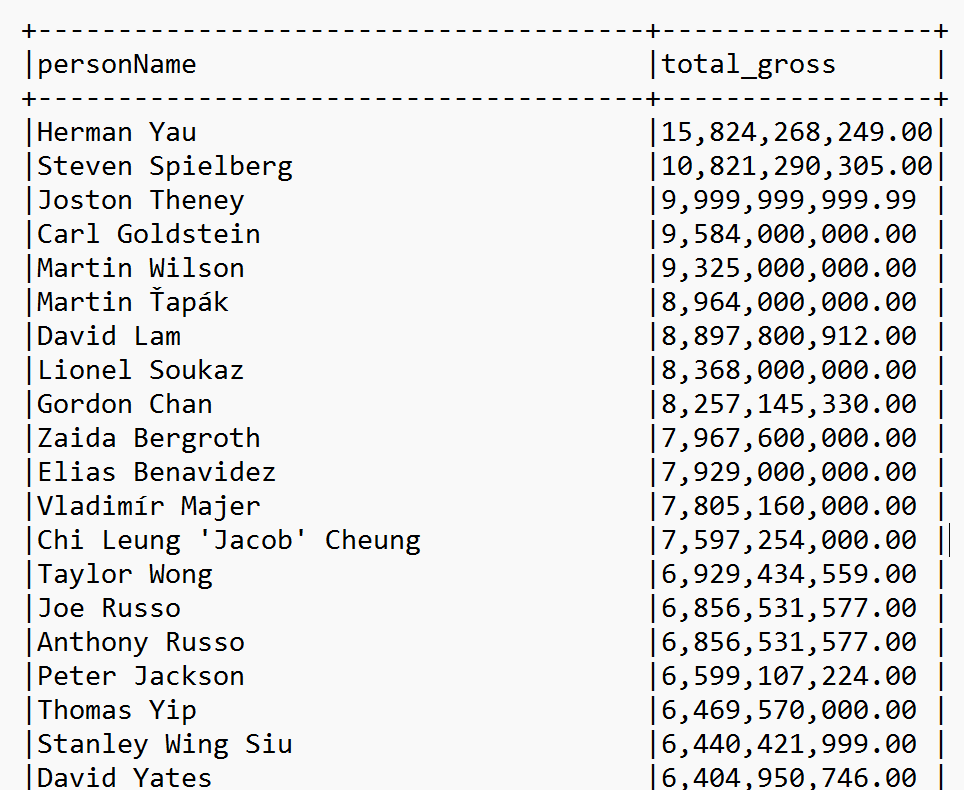 +--------------------------------------+-----------------+
|personName                            |total_gross      |
+--------------------------------------+-----------------+
|Herman Yau                            |15,824,268,249.00|
|Steven Spielberg                      |10,821,290,305.00|
|Joston Theney                         |9,999,999,999.99 |
|Carl Goldstein                        |9,584,000,000.00 |
|Martin Wilson                         |9,325,000,000.00 |
|Martin Ťapák                          |8,964,000,000.00 |
|David Lam                             |8,897,800,912.00 |
|Lionel Soukaz                         |8,368,000,000.00 |
|Gordon Chan                           |8,257,145,330.00 |
|Zaida Bergroth                        |7,967,600,000.00 |
|Elias Benavidez                       |7,929,000,000.00 |
|Vladimír Majer                        |7,805,160,000.00 |
|Chi Leung 'Jacob' Cheung              |7,597,254,000.00 |
|Taylor Wong                           |6,929,434,559.00 |
|Joe Russo                             |6,856,531,577.00 |
|Anthony Russo                         |6,856,531,577.00 |
|Peter Jackson                         |6,599,107,224.00 |
|Thomas Yip                            |6,469,570,000.00 |
|Stanley Wing Siu                      |6,440,421,999.00 |
|David Yates                           |6,404,950,746.00 |